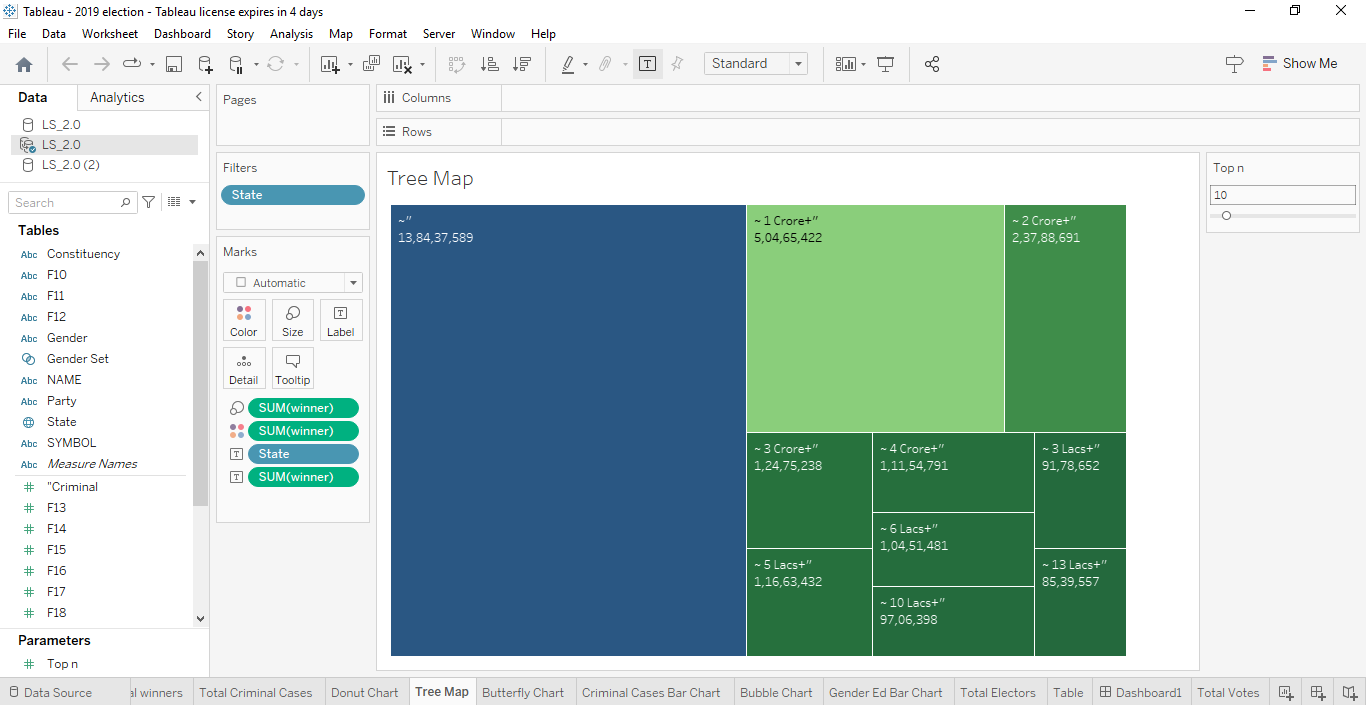 Tableau - 2019 election - Tableau license expires in 4 days
File Data Worksheet Dashboard Story Analysis Map Format Server Window Help
Standard
Show Me
Data Analytics
LS_2.0
LS_2.0
LS_2.0 (2)
Search
Tables
Abc Constituency
Abc F10
Abc F11
Abc F12
Abc Gender
Gender Set
Abc NAME
Abc Party
State
Abc SYMBOL
Abc Measure Names
# "Criminal
# F13
# F14
# F15
# F16
# F17
# F18
Parameters
# Top n
Pages
Filters
State
Marks
Automatic
Color Size T Label
Detail Tooltip
SUM(winner)
SUM(winner)
T State
T SUM(winner)
Columns
Rows
Tree Map
~"
13,84,37,589
~ 1 Crore+"
5,04,65,422
~ 2 Crore+"
2,37,88,691
~ 3 Crore+"
1,24,75,238
~ 4 Crore+"
1,11,54,791
~ 3 Lacs+"
91,78,652
~ 6 Lacs+"
1,04,51,481
~ 5 Lacs+"
1,16,63,432
~ 13 Lacs+"
85,39,557
~ 10 Lacs+"
97,06,398
Top n
10
Data Source al winners Total Criminal Cases Donut Chart Tree Map Butterfly Chart Criminal Cases Bar Chart Bubble Chart Gender Ed Bar Chart Total Electors Table Dashboard1 Total Votes